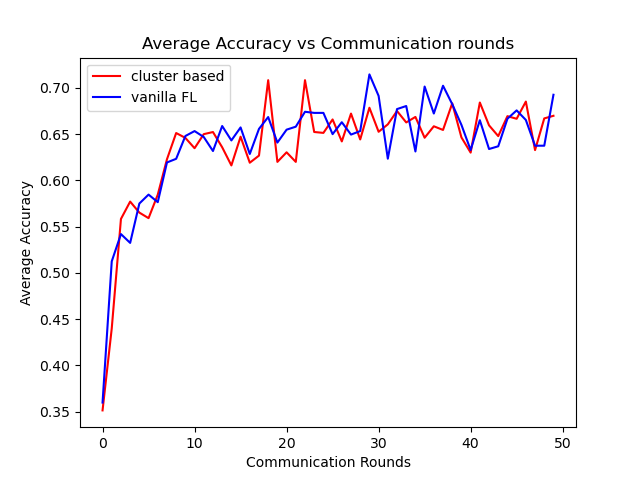 Average Accuracy vs Communication rounds
cluster based
vanilla FL
Average Accuracy
0.70
0.65
0.60
0.55
0.50
0.45
0.40
0.35
0
10
20
30
40
50
Communication Rounds